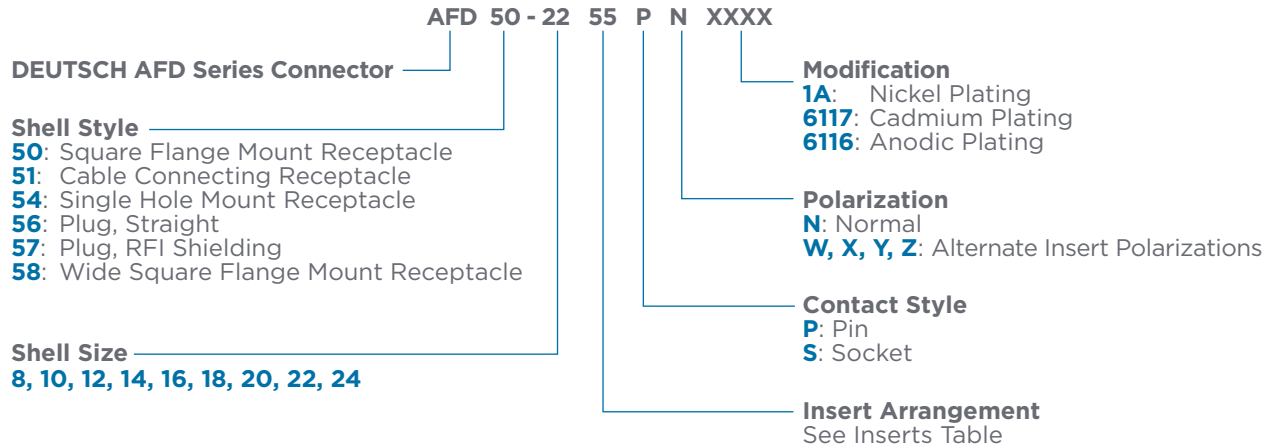 AFD 50 - 22 55 P N XXXX
DEUTSCH AFD Series Connector
Shell Style
50: Square Flange Mount Receptacle
51: Cable Connecting Receptacle
54: Single Hole Mount Receptacle
56: Plug, Straight
57: Plug, RFI Shielding
58: Wide Square Flange Mount Receptacle
Shell Size
8, 10, 12, 14, 16, 18, 20, 22, 24
Modification
1A: Nickel Plating
6117: Cadmium Plating
6116: Anodic Plating
Polarization
N: Normal
W, X, Y, Z: Alternate Insert Polarizations
Contact Style
P: Pin
S: Socket
Insert Arrangement
See Inserts Table